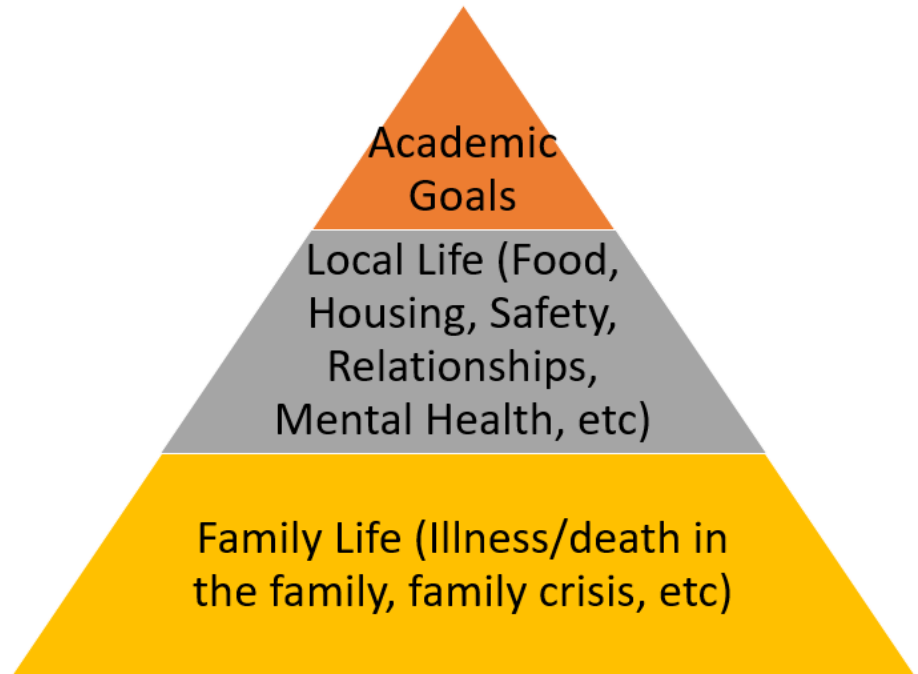 Academic
Goals
Local Life (Food,
Housing, Safety,
Relationships,
Mental Health, etc)
Family Life (Illness/death in
the family, family crisis, etc)